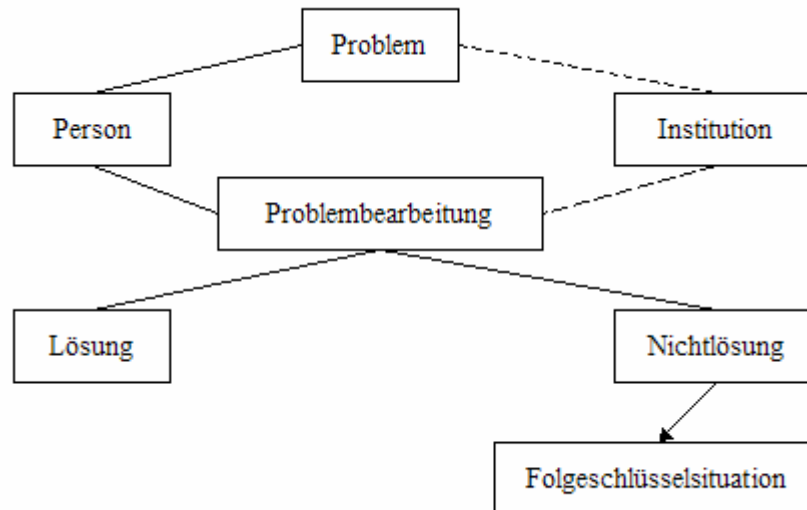 Problem
Person
Institution
Problembearbeitung
Lösung
Nichtlösung
Folgeschlüsselsituation